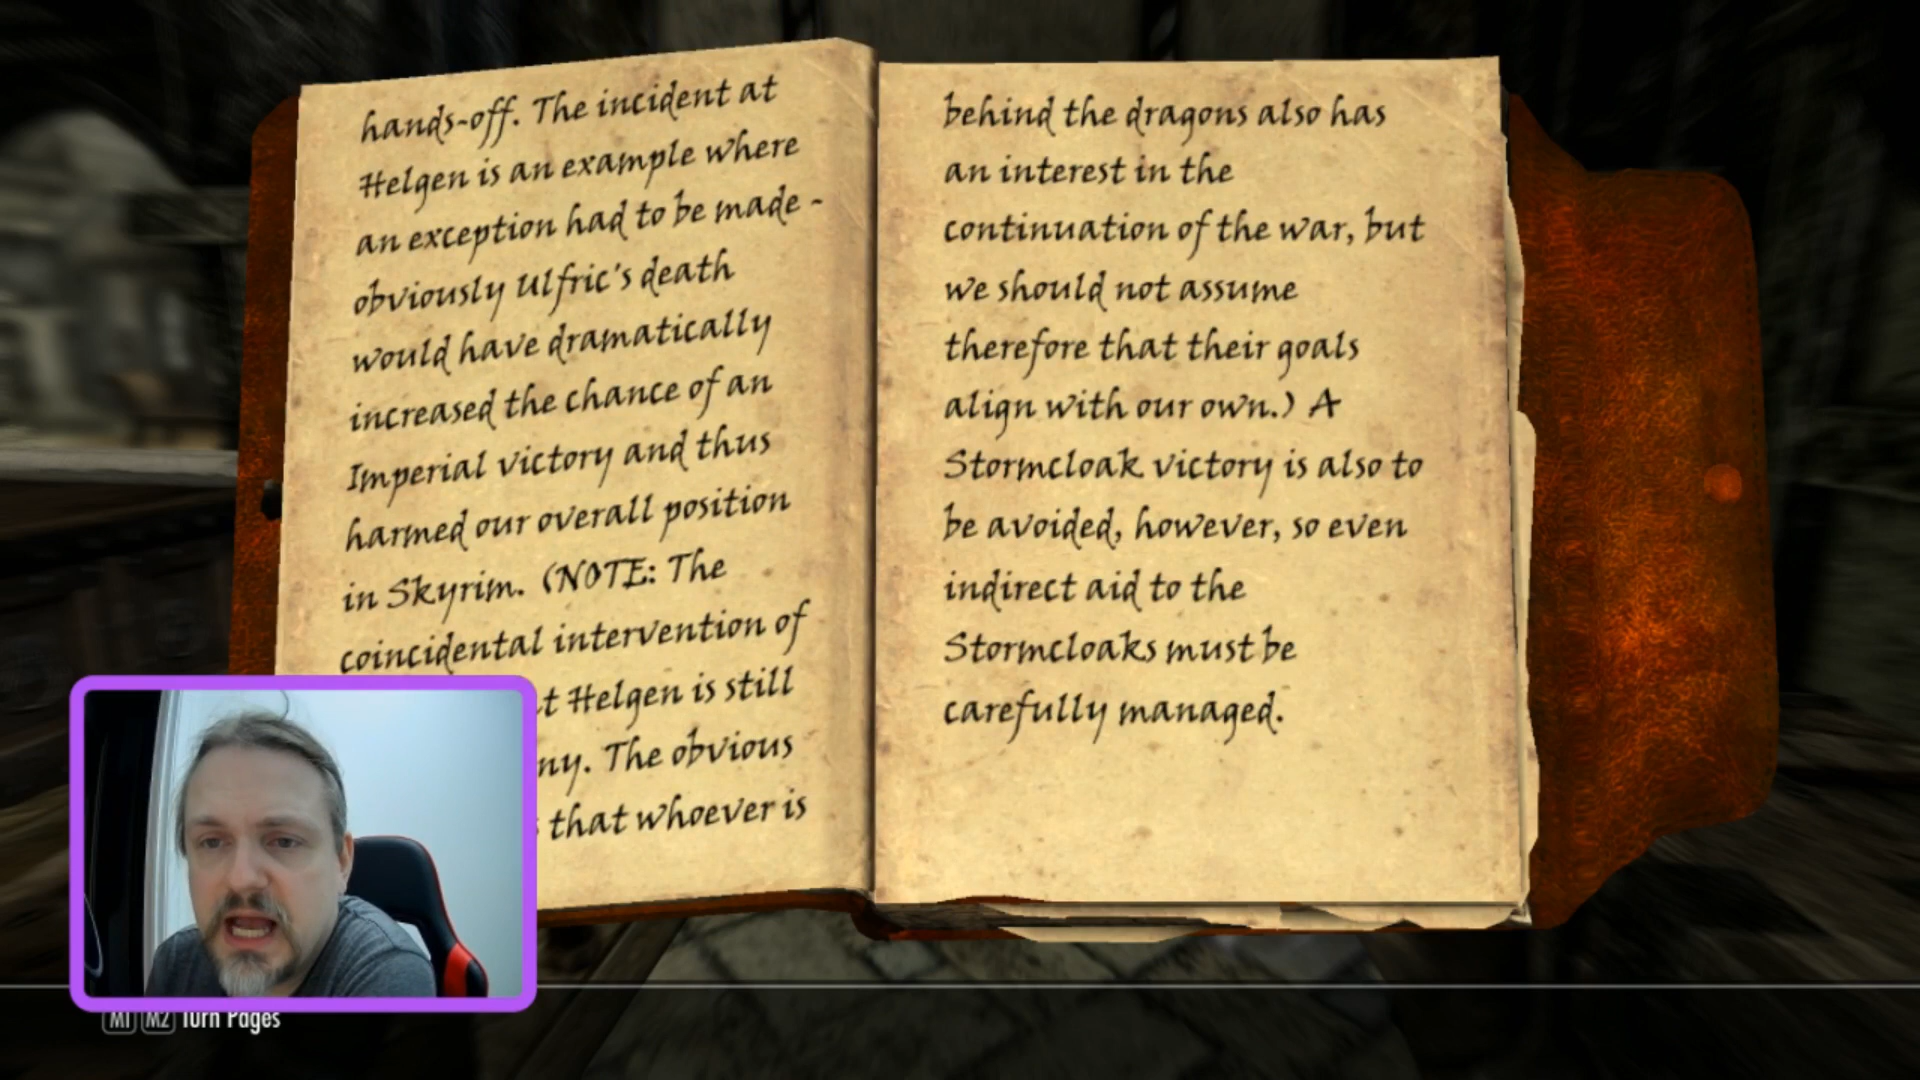 hands-off. The incident at
Helgen is an example where
an exception had to be made -
obviously Ulfric's death
would have dramatically
increased the chance of an
Imperial victory and thus
harmed our overall position
in Skyrim. (NOTE: The
coincidental intervention of
t Helgen is still
ny. The obvious
that whoever is
behind the dragons also has
an interest in the
continuation of the war, but
we should not assume
therefore that their goals
align with our own.) A
Stormcloak victory is also to
be avoided, however, so even
indirect aid to the
Stormcloaks must be
carefully managed.
M1 M2 Turn Pages